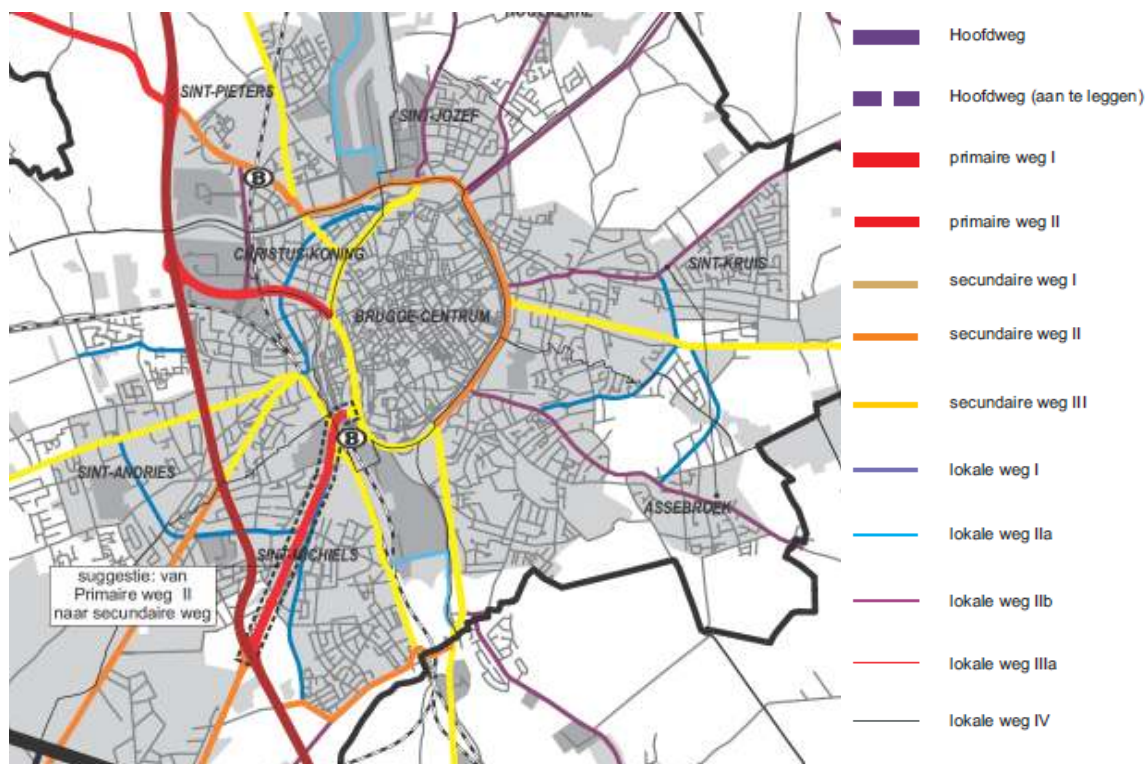 SINT-PIETERS
SINT-JOZEF
B
CHRISTUS-KONING
SINT-KRUIS
BRUGGE-CENTRUM
B
SINT-ANDRIES
ASSEBROEK
SINT-MICHIELS
suggestie: van
Primaire weg II
naar secundaire weg
Hoofdweg
Hoofdweg (aan te leggen)
primaire weg I
primaire weg II
secundaire weg I
secundaire weg II
secundaire weg III
lokale weg I
lokale weg IIa
lokale weg IIb
lokale weg IIIa
lokale weg IV